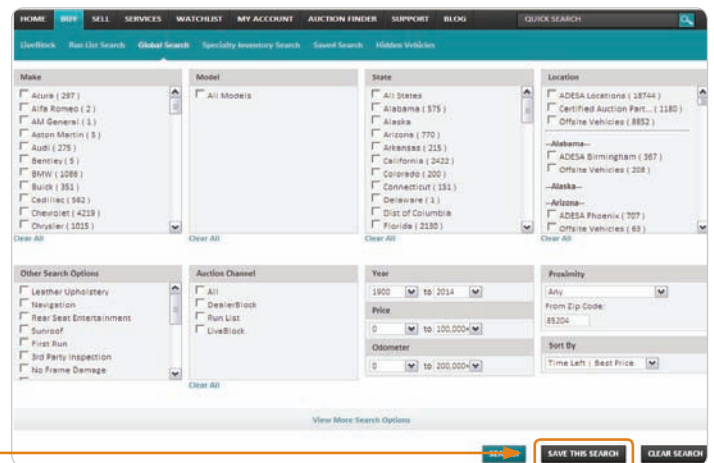 HOME BUY SELL SERVICES WATCHLIST MY ACCOUNT AUCTION FINDER SUPPORT BLOG QUICK SEARCH
LiveBlock Run List Search Global Search Specialty Inventory Search Saved Search Hidden Vehicles
Make
Acura ( 297 )
Alfa Romeo ( 2 )
AM General ( 1 )
Aston Martin ( 5 )
Audi ( 275 )
Bentley ( 5 )
BMW ( 1086 )
Buick ( 351 )
Cadillac ( 562 )
Chevrolet ( 4219 )
Chrysler ( 1015 )
Clear All
Model
All Models
Clear All
State
All States
Alabama ( 575 )
Alaska
Arizona ( 770 )
Arkansas ( 215 )
California ( 2422 )
Colorado ( 200 )
Connecticut ( 151 )
Delaware ( 1 )
Dist of Columbia
Florida ( 2130 )
Clear All
Location
ADESA Locations ( 18744 )
Certified Auction Part... ( 1180 )
Offsite Vehicles ( 8852 )
--Alabama--
ADESA Birmingham ( 367 )
Offsite Vehicles ( 208 )
--Alaska--
--Arizona--
ADESA Phoenix ( 707 )
Offsite Vehicles ( 63 )
Clear All
Other Search Options
Leather Upholstery
Navigation
Rear Seat Entertainment
Sunroof
First Run
3rd Party Inspection
No Frame Damage
Auction Channel
All
DealerBlock
Run List
LiveBlock
Clear All
Year
1900 to 2014
Price
0 to 100,000+
Odometer
0 to 200,000+
Proximity
Any
From Zip Code:
85204
Sort By
Time Left | Best Price
View More Search Options
SAVE THIS SEARCH CLEAR SEARCH